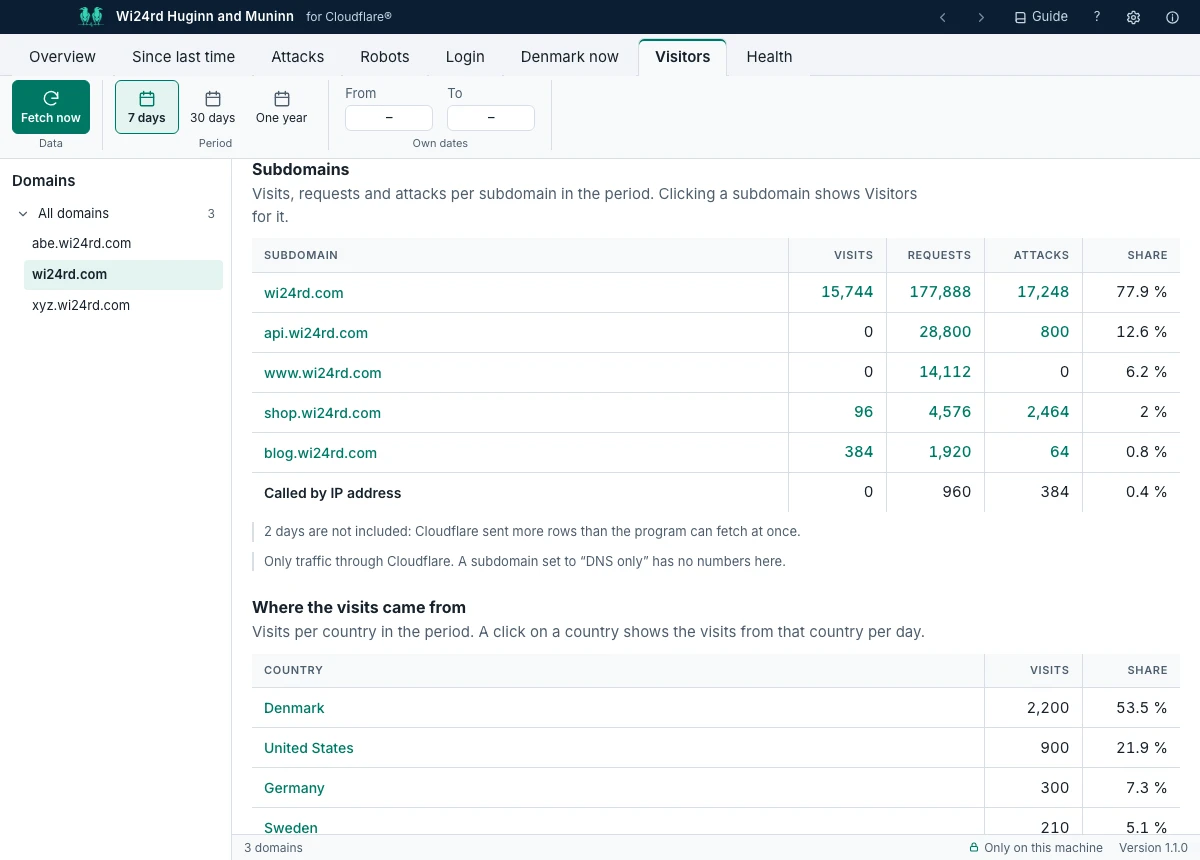 Wi24rd Huginn and Muninn for Cloudflare®
Guide ?
Overview Since last time Attacks Robots Login Denmark now Visitors Health
Fetch now
Data
7 days 30 days One year
Period
From To
– –
Own dates
Domains
All domains 3
abe.wi24rd.com
wi24rd.com
xyz.wi24rd.com
Subdomains
Visits, requests and attacks per subdomain in the period. Clicking a subdomain shows Visitors
for it.
SUBDOMAIN VISITS REQUESTS ATTACKS SHARE
wi24rd.com 15,744 177,888 17,248 77.9 %
api.wi24rd.com 0 28,800 800 12.6 %
www.wi24rd.com 0 14,112 0 6.2 %
shop.wi24rd.com 96 4,576 2,464 2 %
blog.wi24rd.com 384 1,920 64 0.8 %
Called by IP address 0 960 384 0.4 %
2 days are not included: Cloudflare sent more rows than the program can fetch at once.
Only traffic through Cloudflare. A subdomain set to “DNS only” has no numbers here.
Where the visits came from
Visits per country in the period. A click on a country shows the visits from that country per day.
COUNTRY VISITS SHARE
Denmark 2,200 53.5 %
United States 900 21.9 %
Germany 300 7.3 %
Sweden 210 5.1 %
3 domains Only on this machine Version 1.1.0